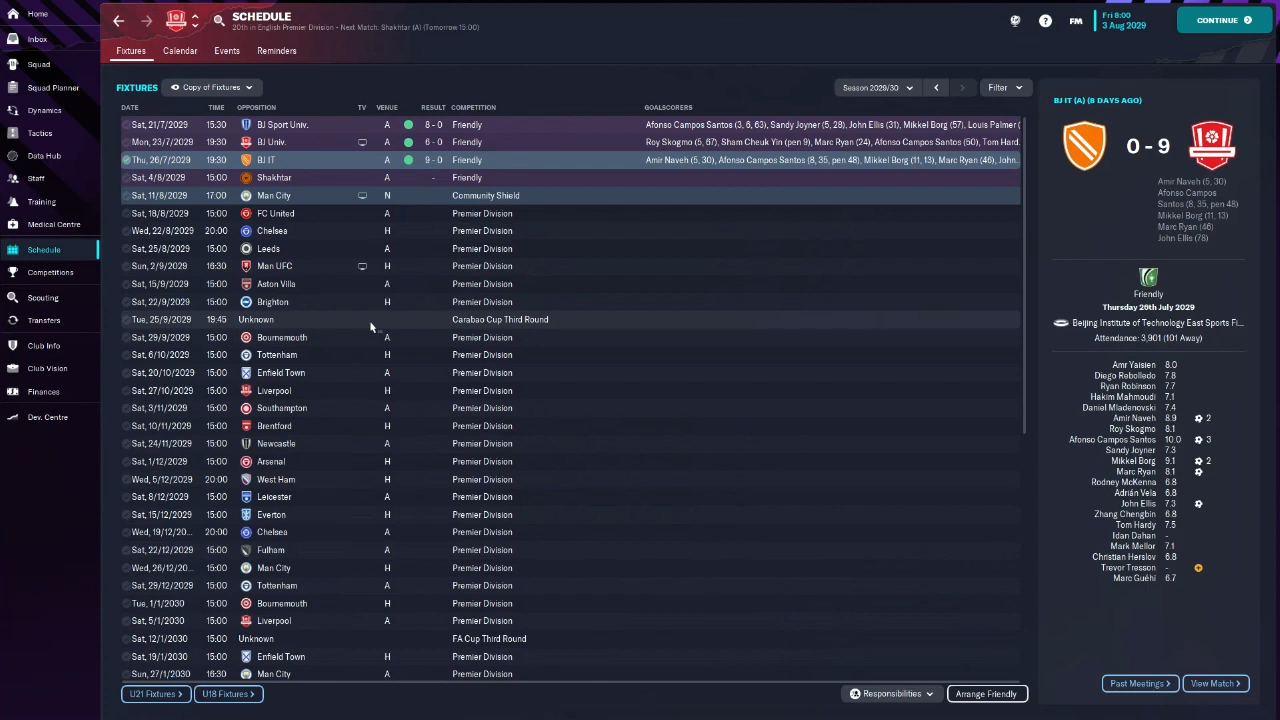 Home
Inbox
Squad
Squad Planner
Dynamics
Tactics
Data Hub
Staff
Training
Medical Centre
Schedule
Competitions
Scouting
Transfers
Club Info
Club Vision
Finances
Dev. Centre
SCHEDULE
20th in English Premier Division - Next Match: Shakhtar (A) (Tomorrow 15:00)
? FM Fri 8:00
3 Aug 2029
CONTINUE
Fixtures Calendar Events Reminders
FIXTURES Copy of Fixtures Season 2029/30 Filter
DATE TIME OPPOSITION TV VENUE RESULT COMPETITION GOALSCORERS
Sat, 21/7/2029 15:30 BJ Sport Univ. A 8 - 0 Friendly Afonso Campos Santos (3, 6, 63), Sandy Joyner (5, 28), John Ellis (31), Mikkel Borg (57), Louis Palmer (
Mon, 23/7/2029 19:30 BJ Univ. A 6 - 0 Friendly Roy Skogmo (5, 67), Sham Cheuk Yin (pen 9), Marc Ryan (24), Afonso Campos Santos (50), Tom Hard.
Thu, 26/7/2029 19:30 BJ IT A 9 - 0 Friendly Amir Naveh (5, 30), Afonso Campos Santos (8, 35, pen 48), Mikkel Borg (11, 13), Marc Ryan (46), John..
Sat, 4/8/2029 15:00 Shakhtar A - Friendly
Sat, 11/8/2029 17:00 Man City N Community Shield
Sat, 18/8/2029 15:00 FC United A Premier Division
Wed, 22/8/2029 20:00 Chelsea H Premier Division
Sat, 25/8/2029 15:00 Leeds A Premier Division
Sun, 2/9/2029 16:30 Man UFC H Premier Division
Sat, 15/9/2029 15:00 Aston Villa A Premier Division
Sat, 22/9/2029 15:00 Brighton H Premier Division
Tue, 25/9/2029 19:45 Unknown Carabao Cup Third Round
Sat, 29/9/2029 15:00 Bournemouth A Premier Division
Sat, 6/10/2029 15:00 Tottenham H Premier Division
Sat, 20/10/2029 15:00 Enfield Town A Premier Division
Sat, 27/10/2029 15:00 Liverpool H Premier Division
Sat, 3/11/2029 15:00 Southampton A Premier Division
Sat, 10/11/2029 15:00 Brentford H Premier Division
Sat, 24/11/2029 15:00 Newcastle A Premier Division
Sat, 1/12/2029 15:00 Arsenal H Premier Division
Wed, 5/12/2029 20:00 West Ham H Premier Division
Sat, 8/12/2029 15:00 Leicester A Premier Division
Sat, 15/12/2029 15:00 Everton H Premier Division
Wed, 19/12/20... 20:00 Chelsea A Premier Division
Sat, 22/12/2029 15:00 Fulham A Premier Division
Wed, 26/12/20... 15:00 Man City H Premier Division
Sat, 29/12/2029 15:00 Tottenham A Premier Division
Tue, 1/1/2030 15:00 Bournemouth H Premier Division
Sat, 5/1/2030 15:00 Liverpool A Premier Division
Sat, 12/1/2030 15:00 Unknown FA Cup Third Round
Sat, 19/1/2030 15:00 Enfield Town H Premier Division
Sun, 27/1/2030 16:30 Man City A Premier Division
U21 Fixtures > U18 Fixtures > Responsibilities Arrange Friendly
BJ IT (A) (8 DAYS AGO)
0 - 9
Amir Naveh (5, 30)
Afonso Campos
Santos (8, 35, pen 48)
Mikkel Borg (11, 13)
Marc Ryan (46)
John Ellis (78)
Friendly
Thursday 26th July 2029
Beijing Institute of Technology East Sports Fi...
Attendance: 3,901 (101 Away)
Amr Yaisien 8.0
Diego Rebolledo 7.8
Ryan Robinson 7.7
Hakim Mahmoudi 7.1
Daniel Mladenovski 7.4
Amir Naveh 8.9 2
Roy Skogmo 8.1
Afonso Campos Santos 10.0 3
Sandy Joyner 7.3
Mikkel Borg 9.1 2
Marc Ryan 8.1
Rodney McKenna 6.8
Adrián Vela 6.8
John Ellis 7.3
Zhang Chengbin 6.8
Tom Hardy 7.5
Idan Dahan -
Mark Mellor 7.1
Christian Herslov 6.8
Trevor Tresson -
Marc Guéhi 6.7
Past Meetings > View Match >